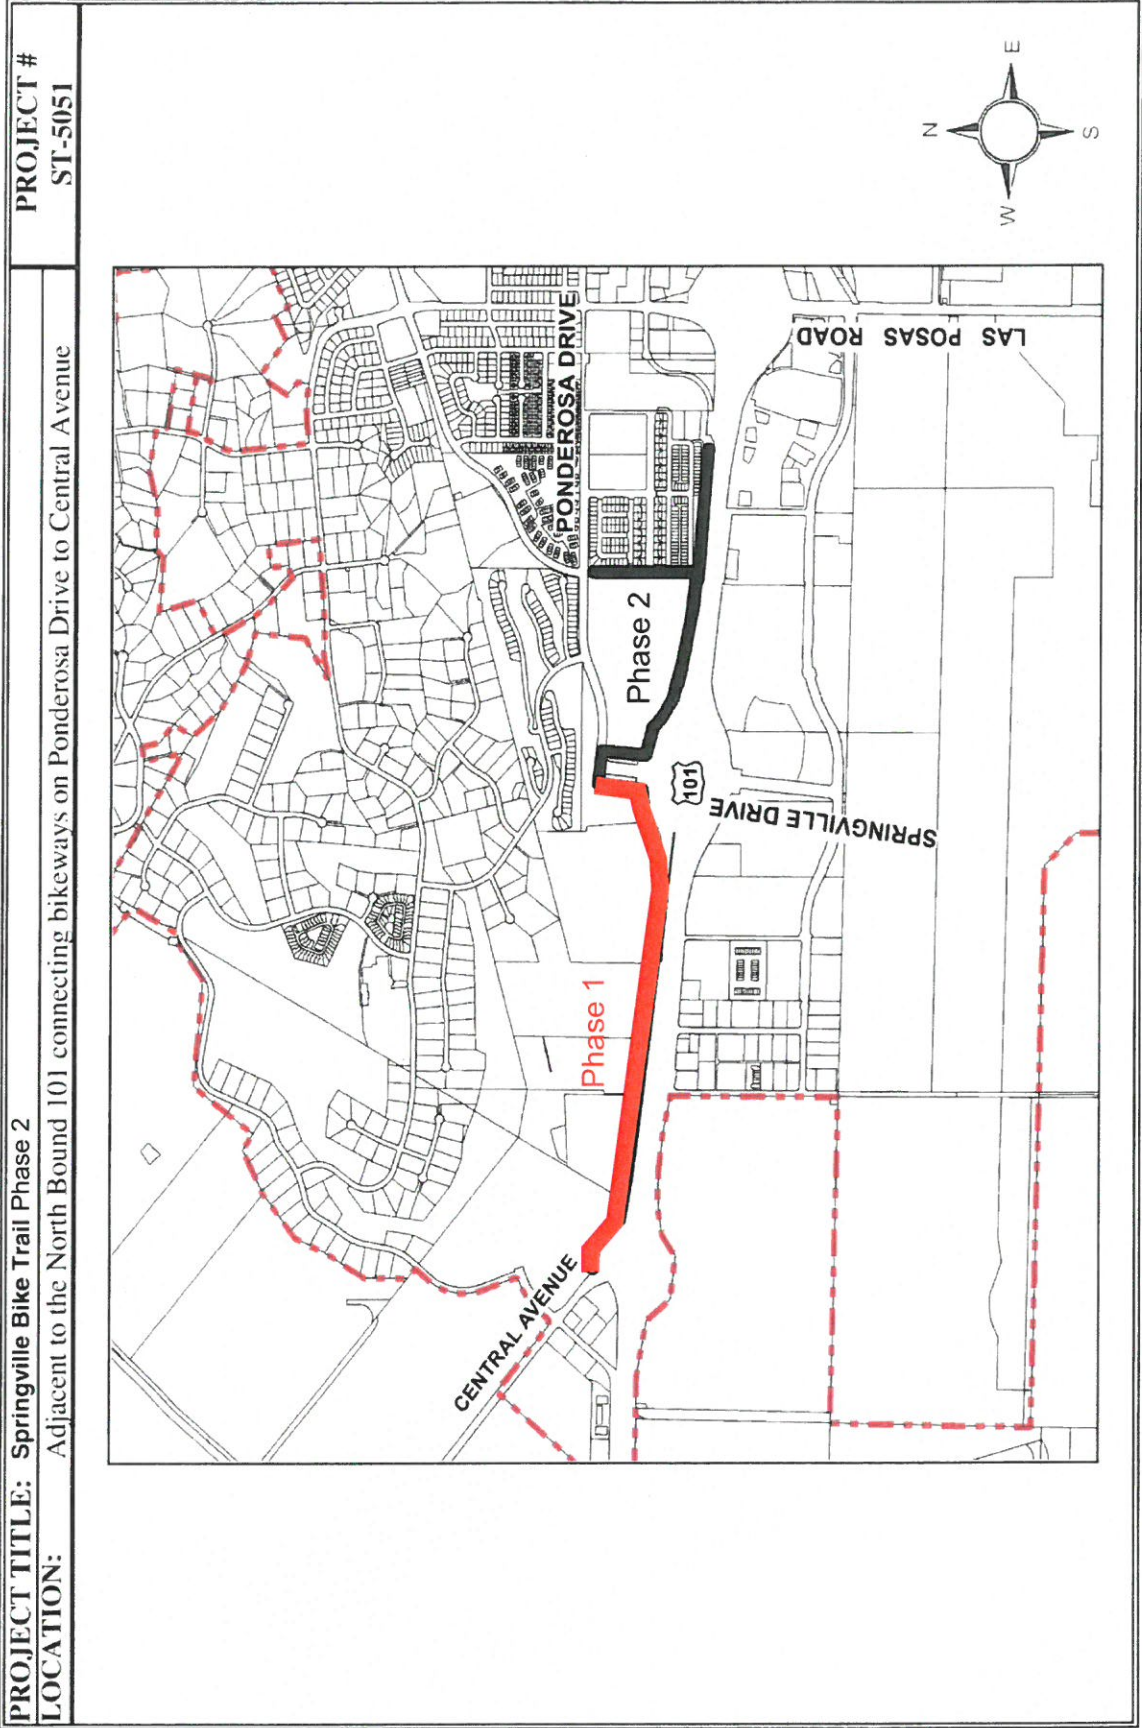 PROJECT TITLE: Springville Bike Trail Phase 2
PROJECT #
ST-5051
LOCATION: Adjacent to the North Bound 101 connecting bikeways on Ponderosa Drive to Central Avenue
CENTRAL AVENUE
Phase 1
Phase 2
PONDEROSA DRIVE
101
SPRINGVILLE DRIVE
LAS POSAS ROAD
N
W
E
S